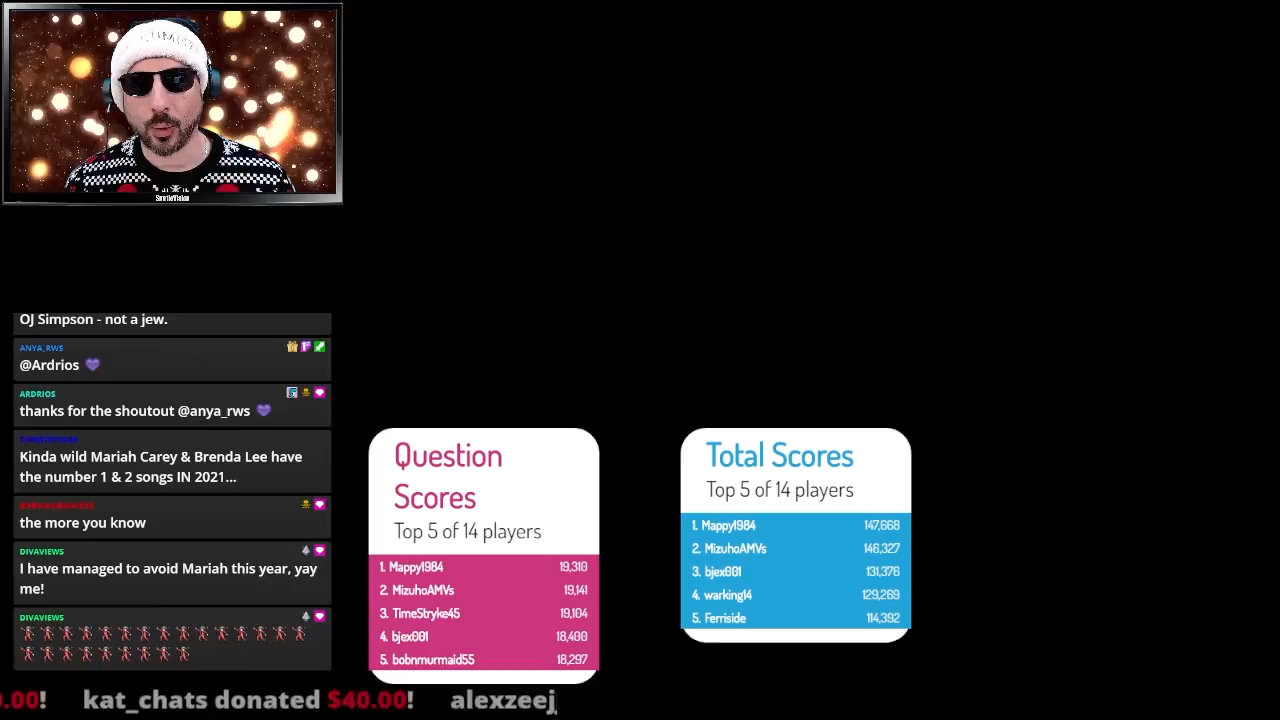 OJ Simpson - not a jew.
ANYA_RWS
@Ardrios
ARDRIOS
thanks for the shoutout @anya_rws
Kinda wild Mariah Carey & Brenda Lee have
the number 1 & 2 songs IN 2021...
the more you know
DIVAVIEWS
I have managed to avoid Mariah this year, yay
me!
DIVAVIEWS
Question
Scores
Top 5 of 14 players
1. Mappy1984 19,310
2. MizuhoAMVs 19,141
3. TimeStryke45 19,104
4. bjex001 18,400
5. bobnmurmaid55 18,297
Total Scores
Top 5 of 14 players
1. Mappy1984 147,668
2. MizuhoAMVs 146,327
3. bjex001 131,376
4. warking14 129,269
5. Ferriside 114,392
0.00! kat_chats donated $40.00! alexzeej